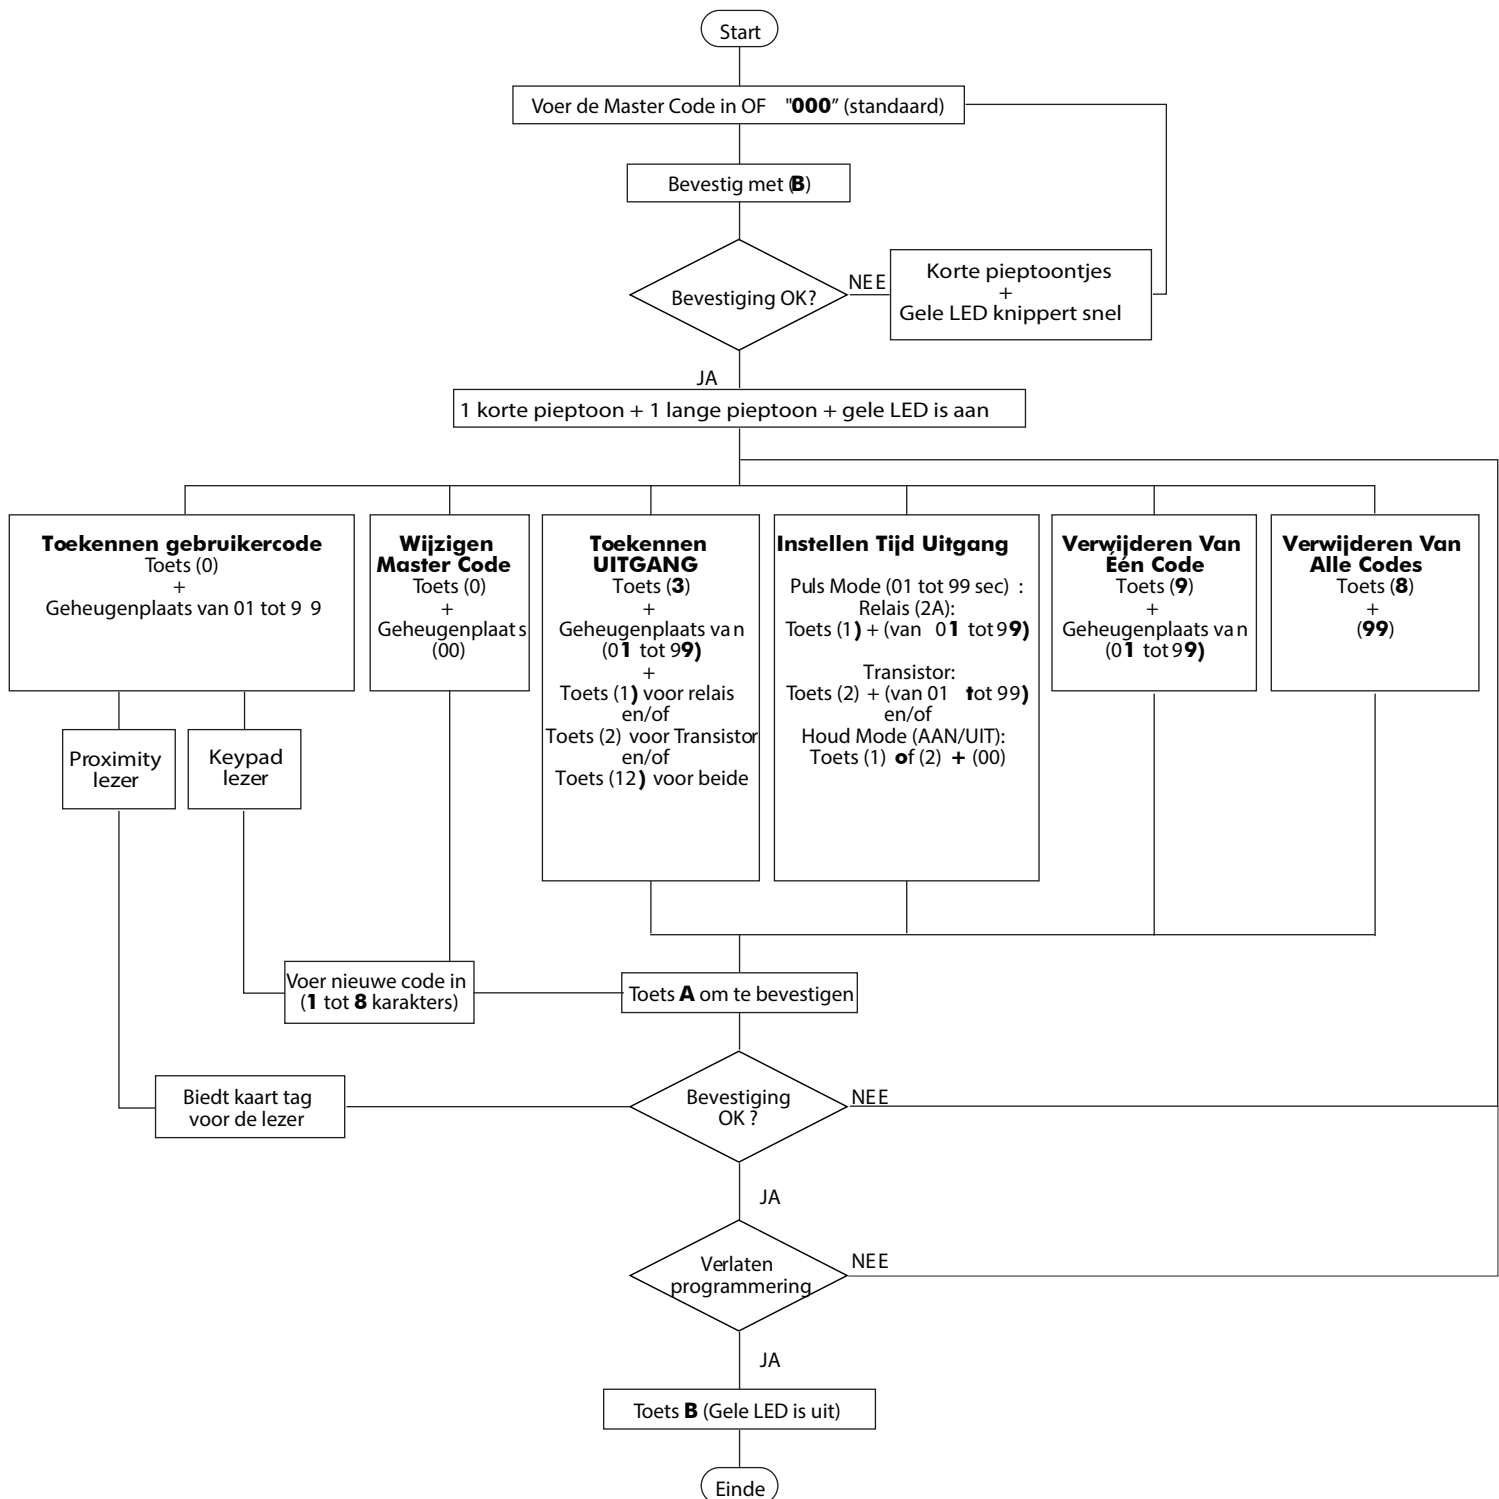 Start
Voer de Master Code in OF "000" (standaard)
Bevestig met (B)
Bevestiging OK?
NEE
Korte pieptoontjes
+
Gele LED knippert snel
JA
1 korte pieptoon + 1 lange pieptoon + gele LED is aan
Toekennen gebruikercode
Toets (0)
+
Geheugenplaats van 01 tot 9 9
Wijzigen
Master Code
Toets (0)
+
Geheugenplaats
(00)
Toekennen
UITGANG
Toets (3)
+
Geheugenplaats van
(01 tot 99)
+
Toets (1) voor relais
en/of
Toets (2) voor Transistor
en/of
Toets (12) voor beide
Instellen Tijd Uitgang
Puls Mode (01 tot 99 sec) :
Relais (2A):
Toets (1) + (van 01 tot 99)
Transistor:
Toets (2) + (van 01 tot 99)
en/of
Houd Mode (AAN/UIT):
Toets (1) of (2) + (00)
Verwijderen Van
Één Code
Toets (9)
+
Geheugenplaats van
(01 tot 99)
Verwijderen Van
Alle Codes
Toets (8)
+
(99)
Proximity
lezer
Keypad
lezer
Voer nieuwe code in
(1 tot 8 karakters)
Toets A om te bevestigen
Biedt kaart tag
voor de lezer
Bevestiging
OK ?
NEE
JA
Verlaten
programmering
NEE
JA
Toets B (Gele LED is uit)
Einde